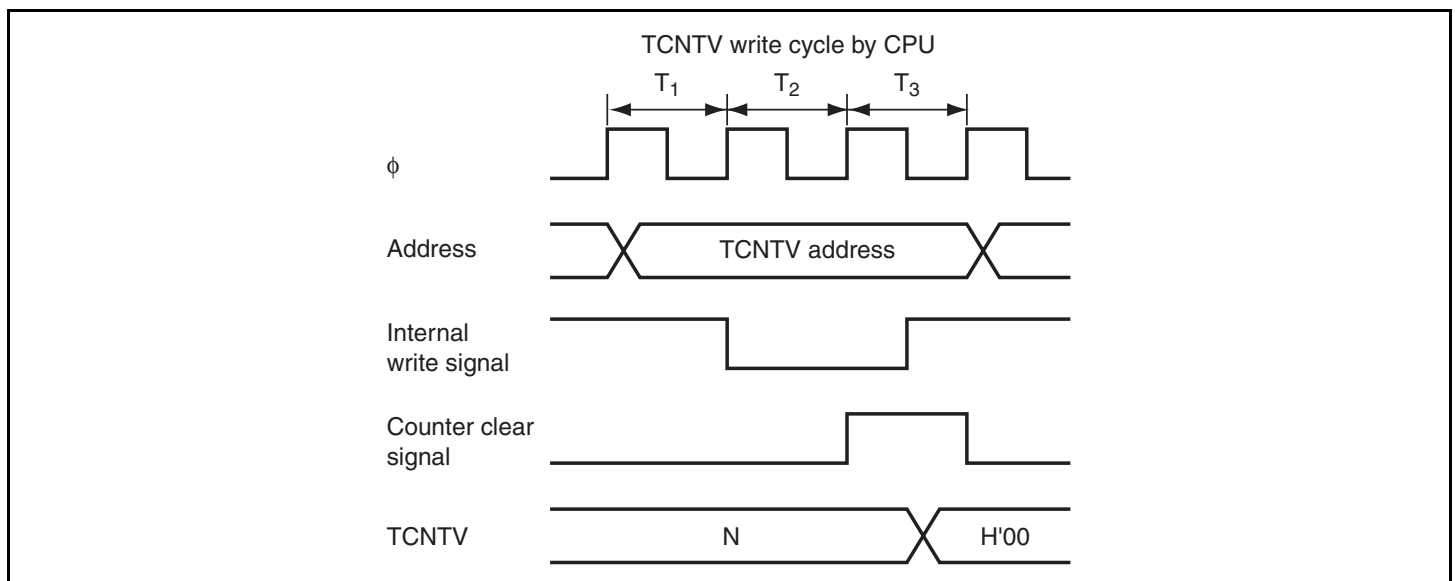 TCNTV write cycle by CPU
T1 T2 T3
φ
Address
TCNTV address
Internal
write signal
Counter clear
signal
TCNTV
N
H'00